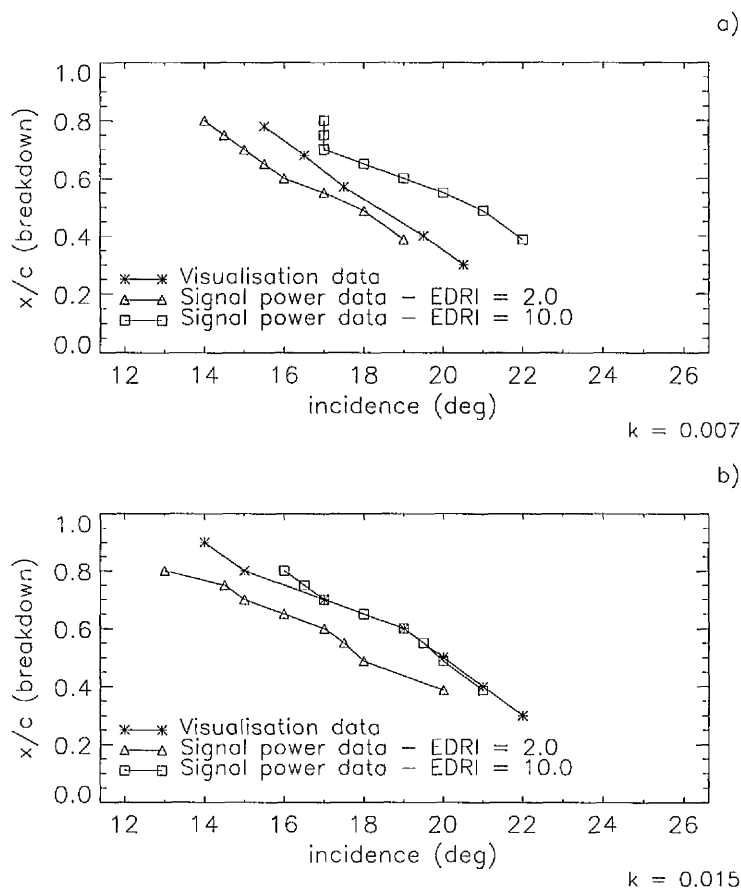 a)
1.0
0.8
0.6
0.4
0.2
0.0
x/c (breakdown)
Visualisation data
Signal power data – EDRI = 2.0
Signal power data – EDRI = 10.0
12 14 16 18 20 22 24 26
incidence (deg)
k = 0.007
b)
1.0
0.8
0.6
0.4
0.2
0.0
x/c (breakdown)
Visualisation data
Signal power data – EDRI = 2.0
Signal power data – EDRI = 10.0
12 14 16 18 20 22 24 26
incidence (deg)
k = 0.015